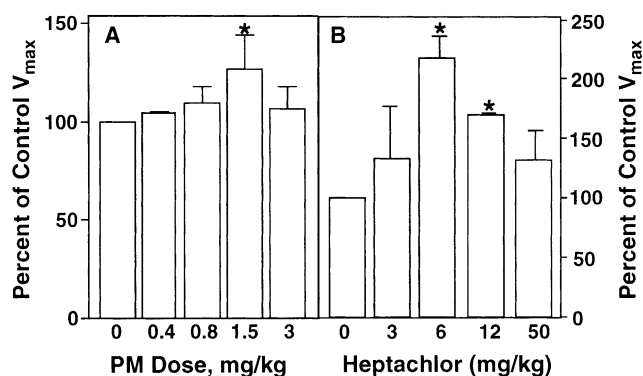 A
B
*
*
*
150
100
50
0
Percent of Control Vmax
0 0.4 0.8 1.5 3
PM Dose, mg/kg
0 3 6 12 50
Heptachlor (mg/kg)
250
200
150
100
50
0
Percent of Control Vmax